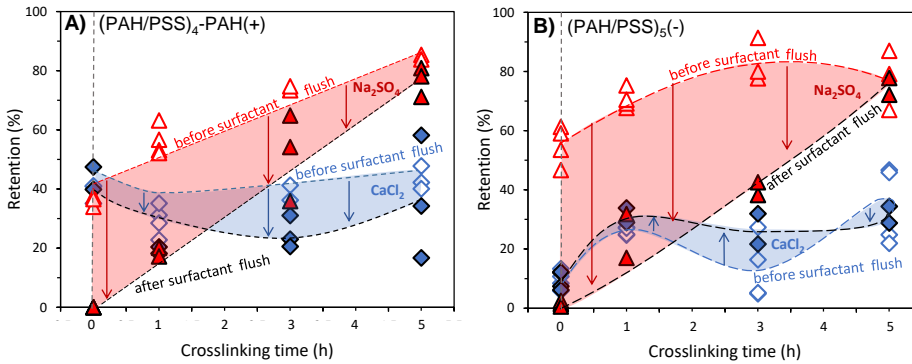 A) (PAH/PSS)₄-PAH(+)
100
80
60
40
20
0
Retention (%)
0 1 2 3 4 5
Crosslinking time (h)
before surfactant flush
Na₂SO₄
before surfactant flush
CaCl₂
after surfactant flush
B) (PAH/PSS)₅(-)
100
80
60
40
20
0
Retention (%)
0 1 2 3 4 5
Crosslinking time (h)
before surfactant flush
Na₂SO₄
after surfactant flush
CaCl₂
before surfactant flush